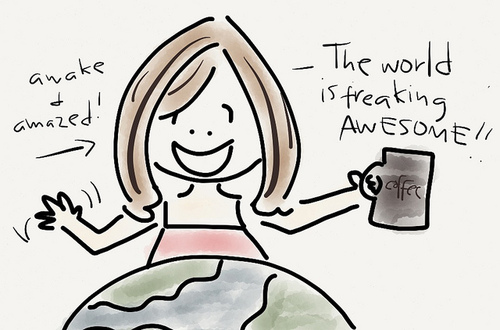 awake
&
amazed!
The world
is freaking
AWESOME!!
coffee